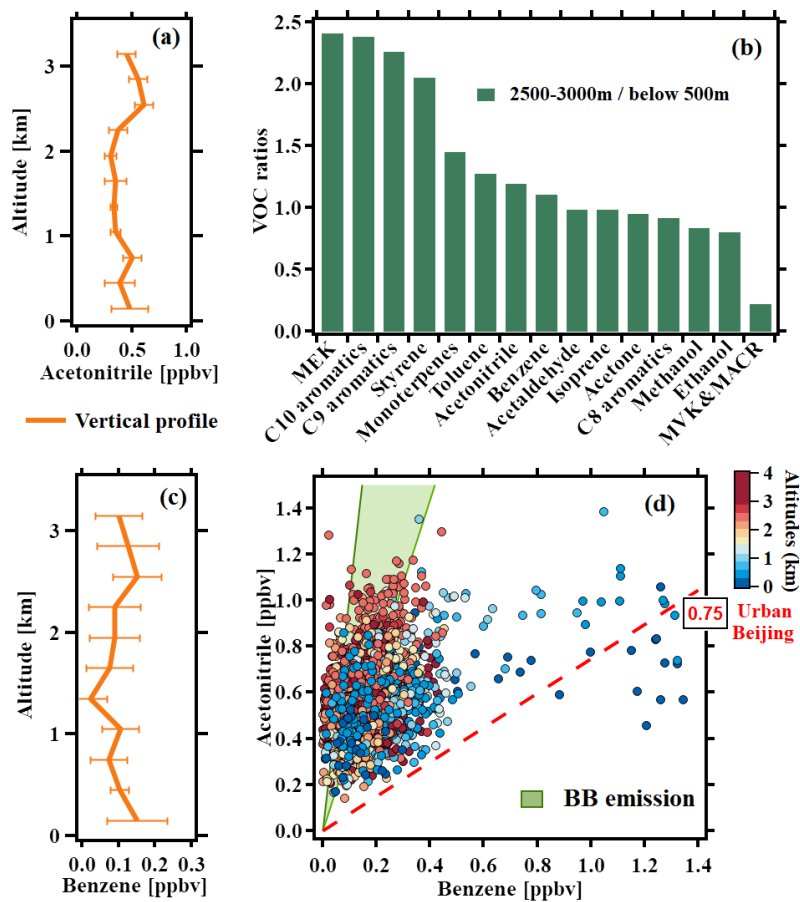 (a)
Altitude [km]
3
2
1
0
0.0 0.5 1.0
Acetonitrile [ppbv]
Vertical profile
(b)
2500-3000m / below 500m
VOC ratios
2.5
2.0
1.5
1.0
0.5
0.0
MEK
C10 aromatics
C9 aromatics
Styrene
Monoterpenes
Toluene
Acetonitrile
Benzene
Acetaldehyde
Isoprene
Acetone
C8 aromatics
Methanol
Ethanol
MVK&MACR
(c)
Altitude [km]
3
2
1
0
0.0 0.1 0.2 0.3
Benzene [ppbv]
(d)
Acetonitrile [ppbv]
1.4
1.2
1.0
0.8
0.6
0.4
0.2
0.0
0.0 0.2 0.4 0.6 0.8 1.0 1.2 1.4
Benzene [ppbv]
BB emission
0.75
Urban
Beijing
4
3
2
1
0
Altitudes (km)